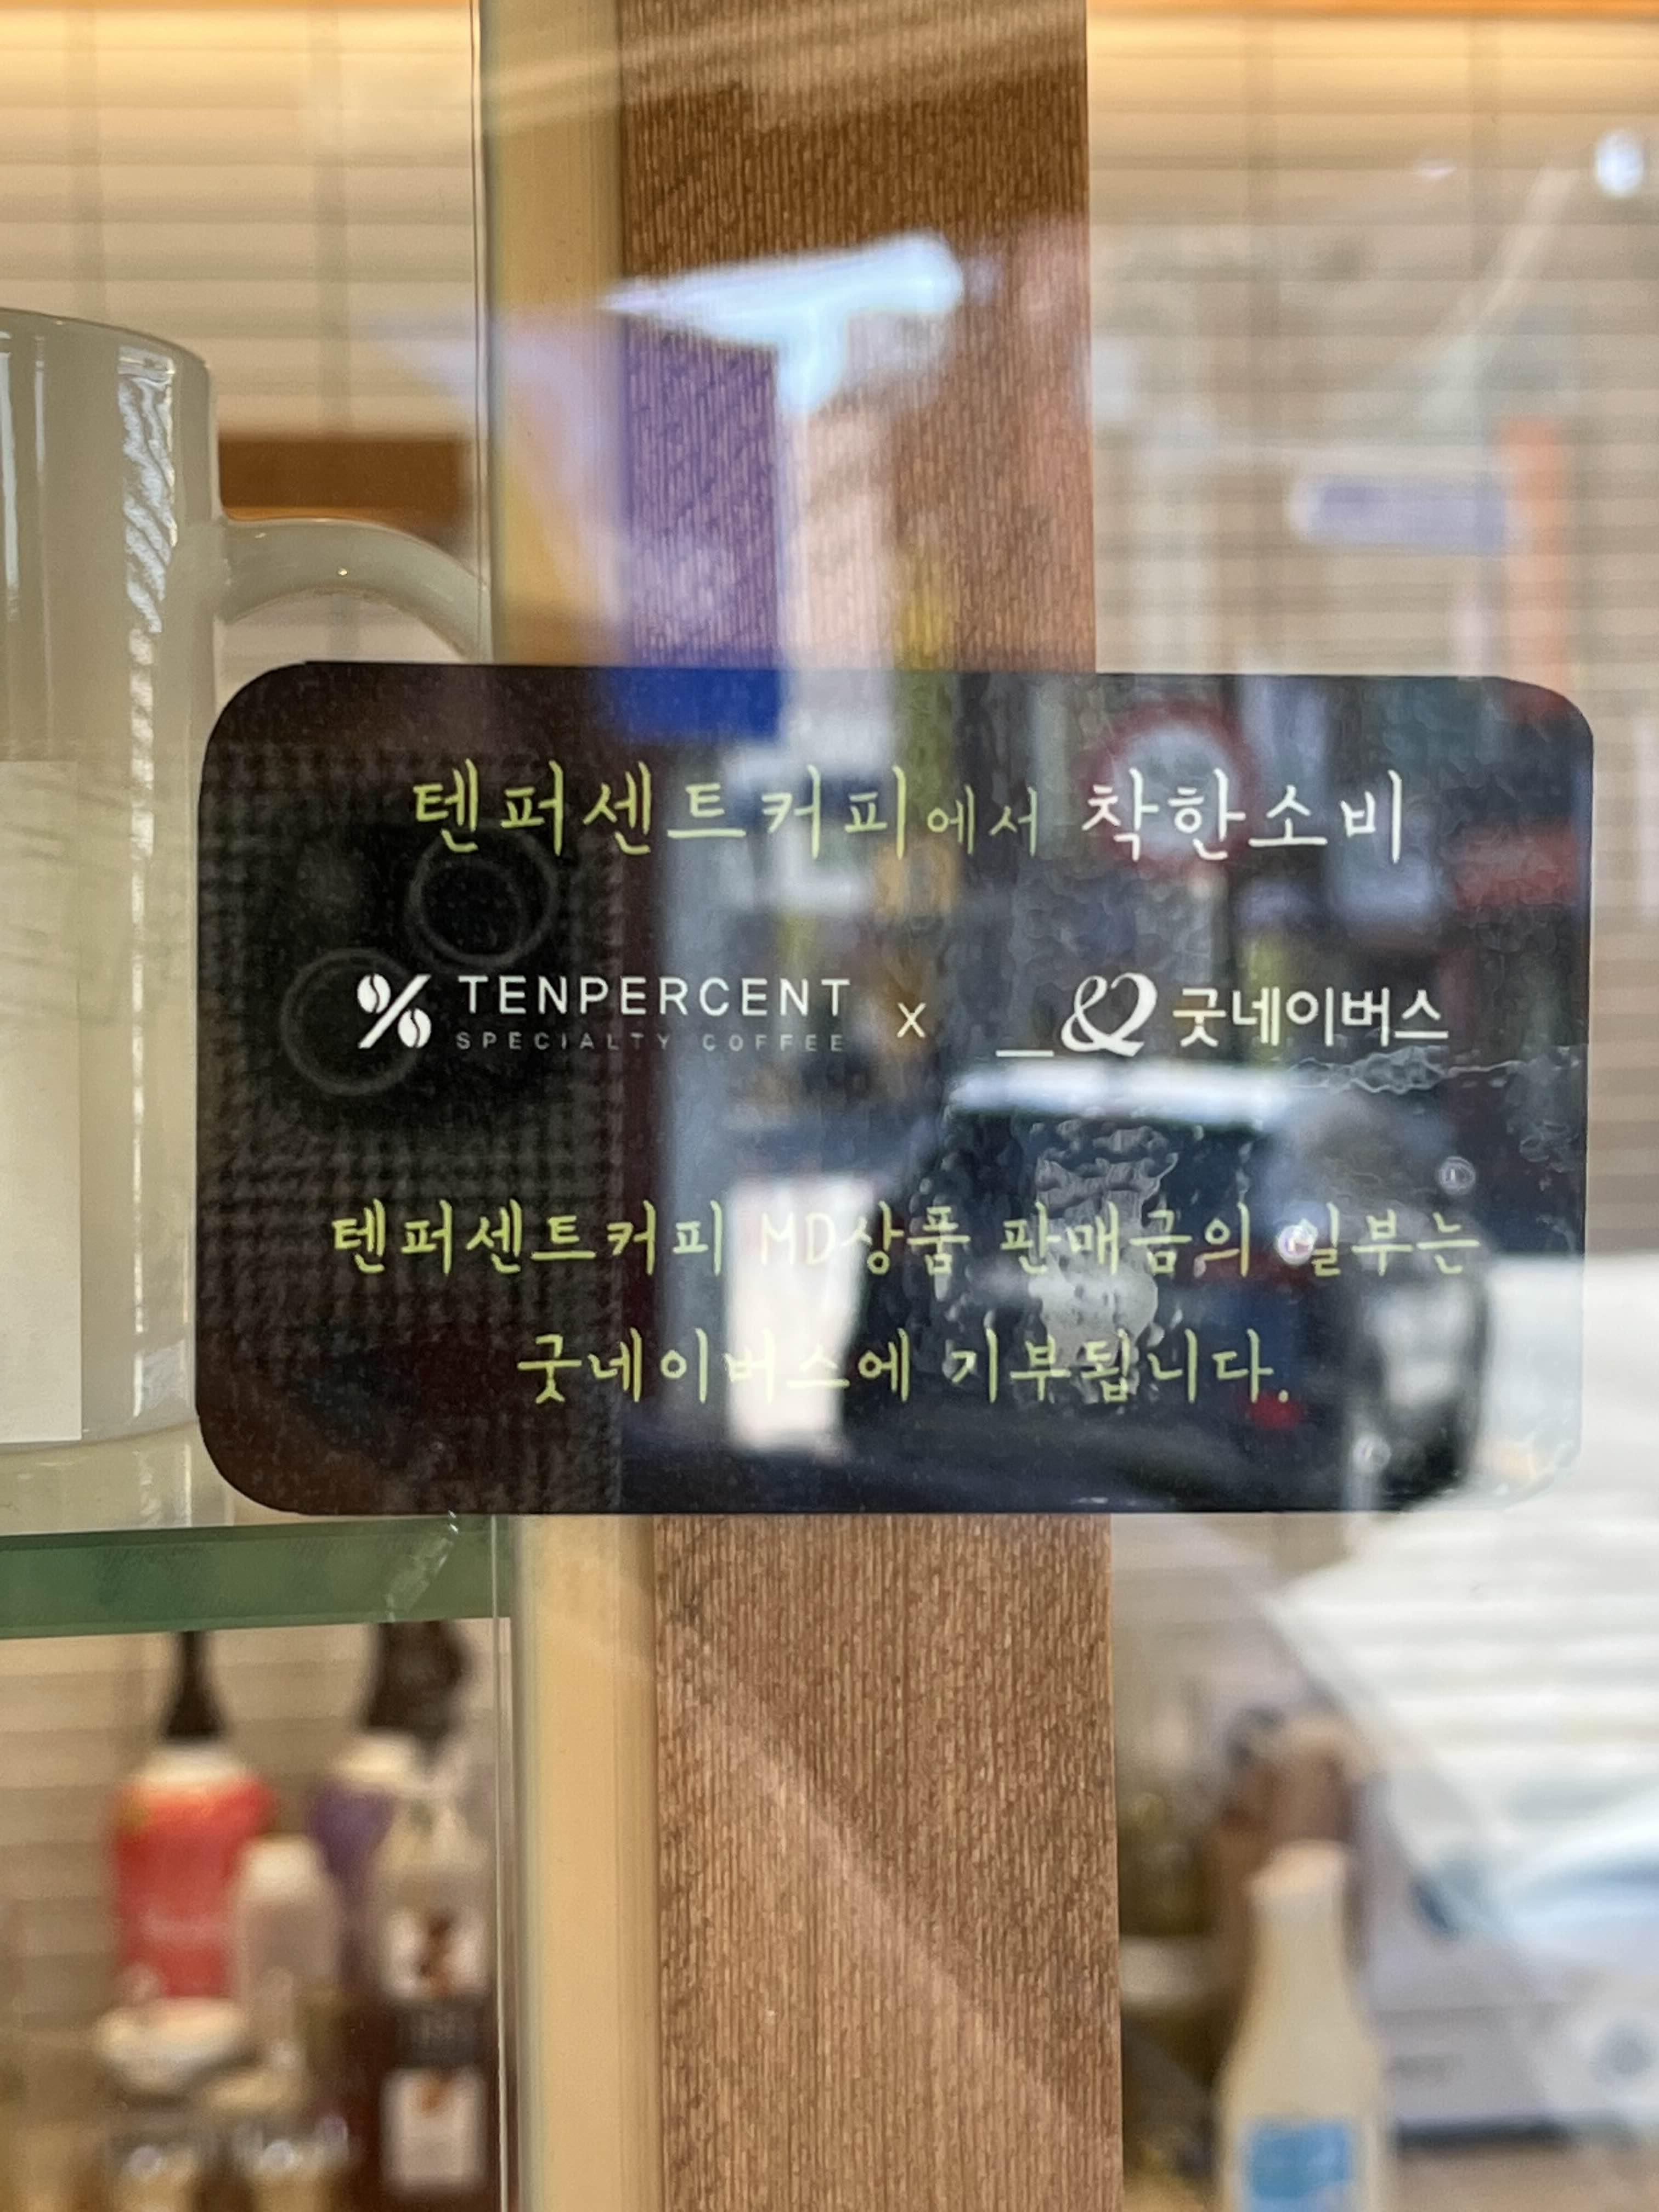 텐퍼센트커피에서 착한소비
TENPERCENT
SPECIALTY COFFEE
x
굿네이버스
텐퍼센트커피 MD상품 판매금의 일부는
굿네이버스에 기부됩니다.